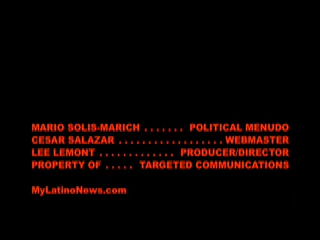 MARIO SOLIS-MARICH . . . . . . . POLITICAL MENUDO
CESAR SALAZAR . . . . . . . . . . . . . . . . . . WEBMASTER
LEE LEMONT . . . . . . . . . . . . . . PRODUCER/DIRECTOR
PROPERTY OF . . . . . TARGETED COMMUNICATIONS
MyLatinoNews.com